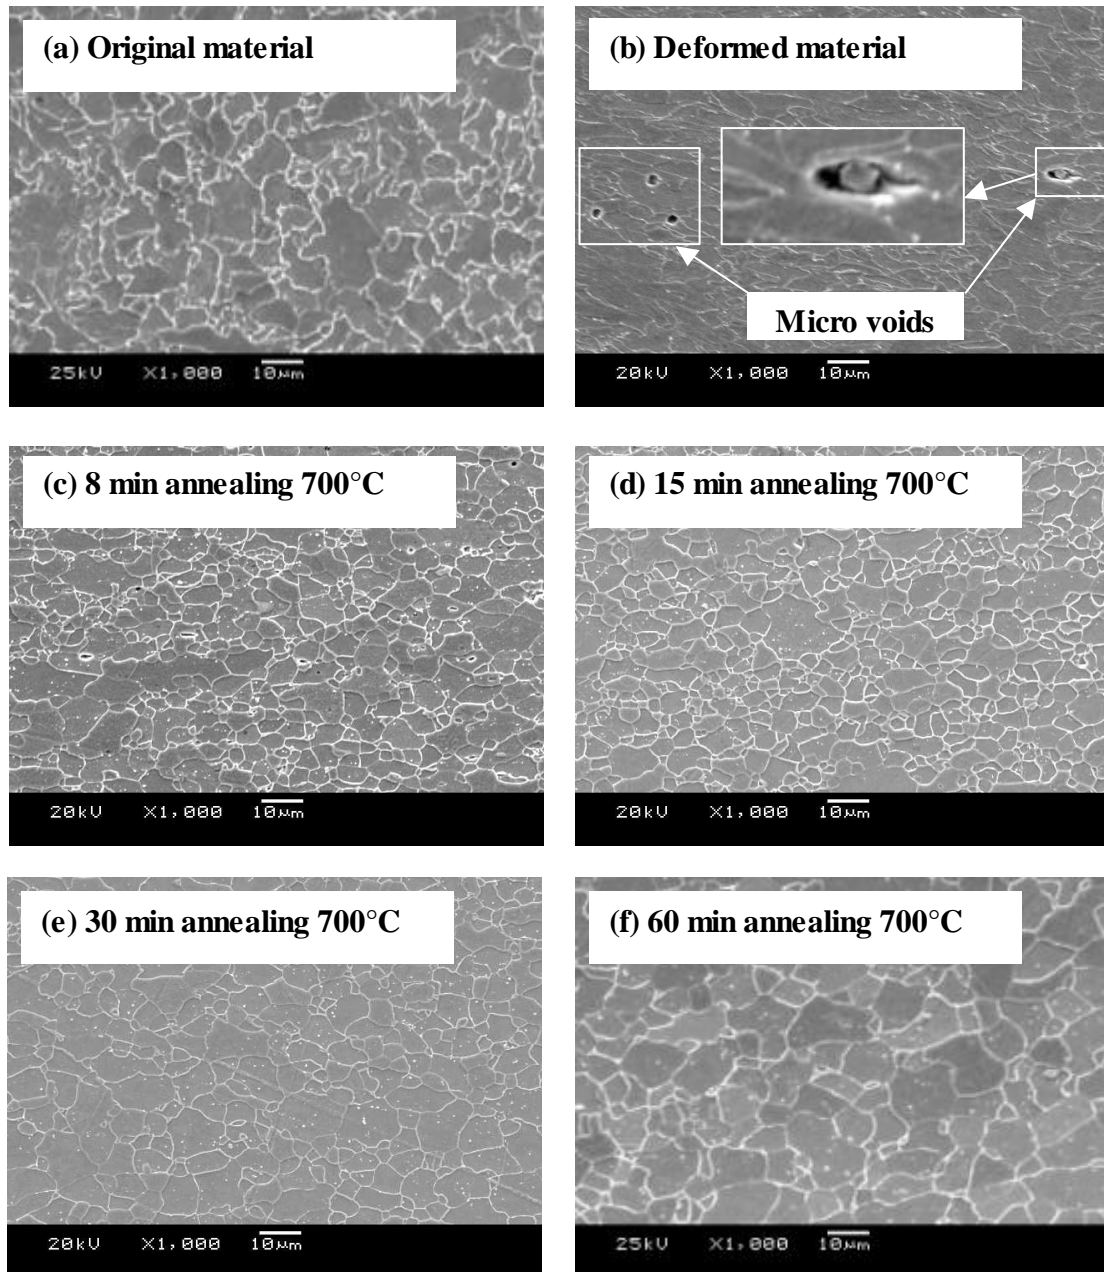 (a) Original material
25kV X1,000 10µm
(b) Deformed material
Micro voids
20kV X1,000 10µm
(c) 8 min annealing 700°C
20kV X1,000 10µm
(d) 15 min annealing 700°C
20kV X1,000 10µm
(e) 30 min annealing 700°C
20kV X1,000 10µm
(f) 60 min annealing 700°C
25kV X1,000 10µm